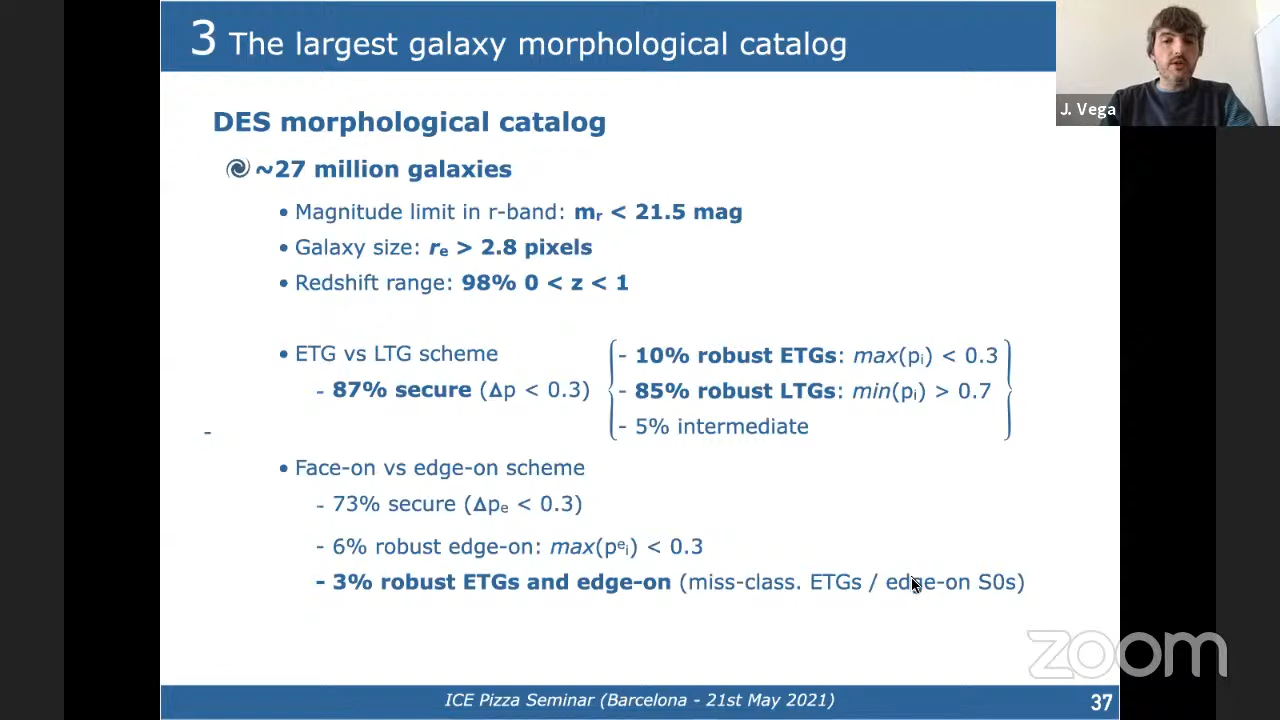 3 The largest galaxy morphological catalog
J. Vega
DES morphological catalog
~27 million galaxies
• Magnitude limit in r-band: mᵣ < 21.5 mag
• Galaxy size: rₑ > 2.8 pixels
• Redshift range: 98% 0 < z < 1
• ETG vs LTG scheme
- 87% secure (Δp < 0.3)
- 10% robust ETGs: max(pᵢ) < 0.3
- 85% robust LTGs: min(pᵢ) > 0.7
- 5% intermediate
-
• Face-on vs edge-on scheme
- 73% secure (Δpₑ < 0.3)
- 6% robust edge-on: max(pᵉᵢ) < 0.3
- 3% robust ETGs and edge-on (miss-class. ETGs / edge-on S0s)
zoom
ICE Pizza Seminar (Barcelona - 21st May 2021)
37